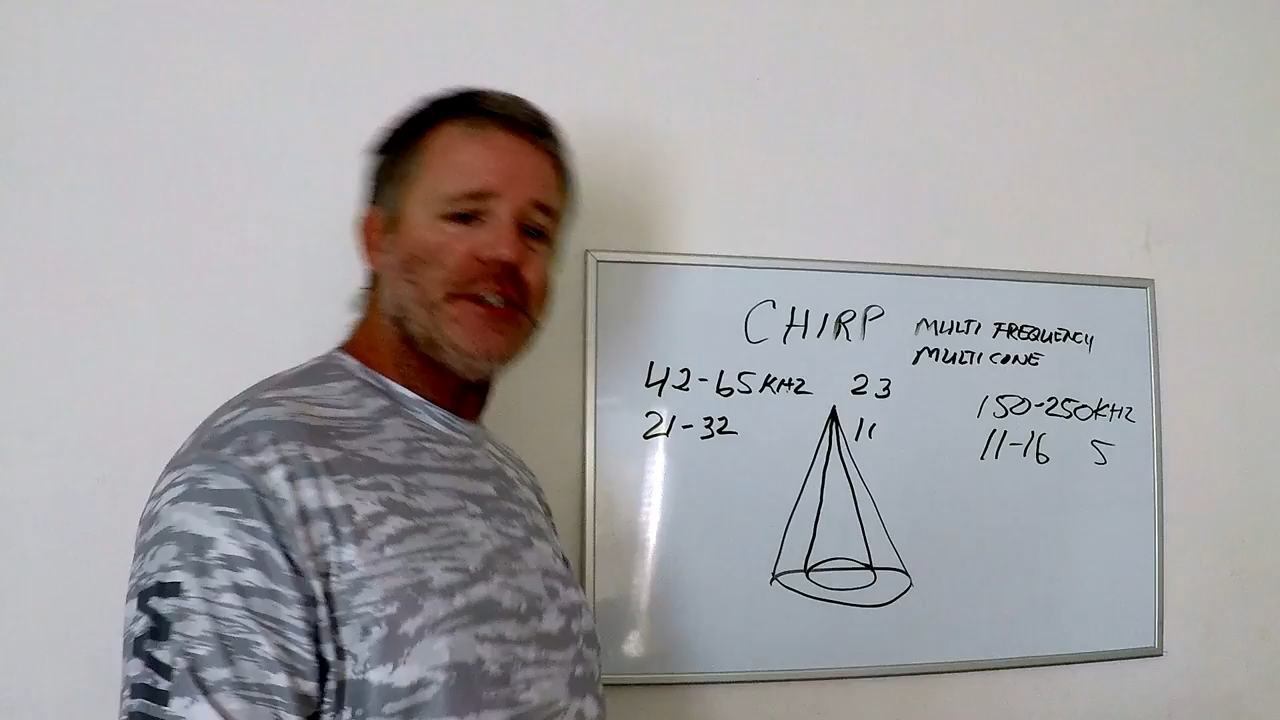 CHIRP
MULTI FREQUENCY
MULTI CONE
42-65KHZ 23
21-32 11
150-250KHZ
11-16 5